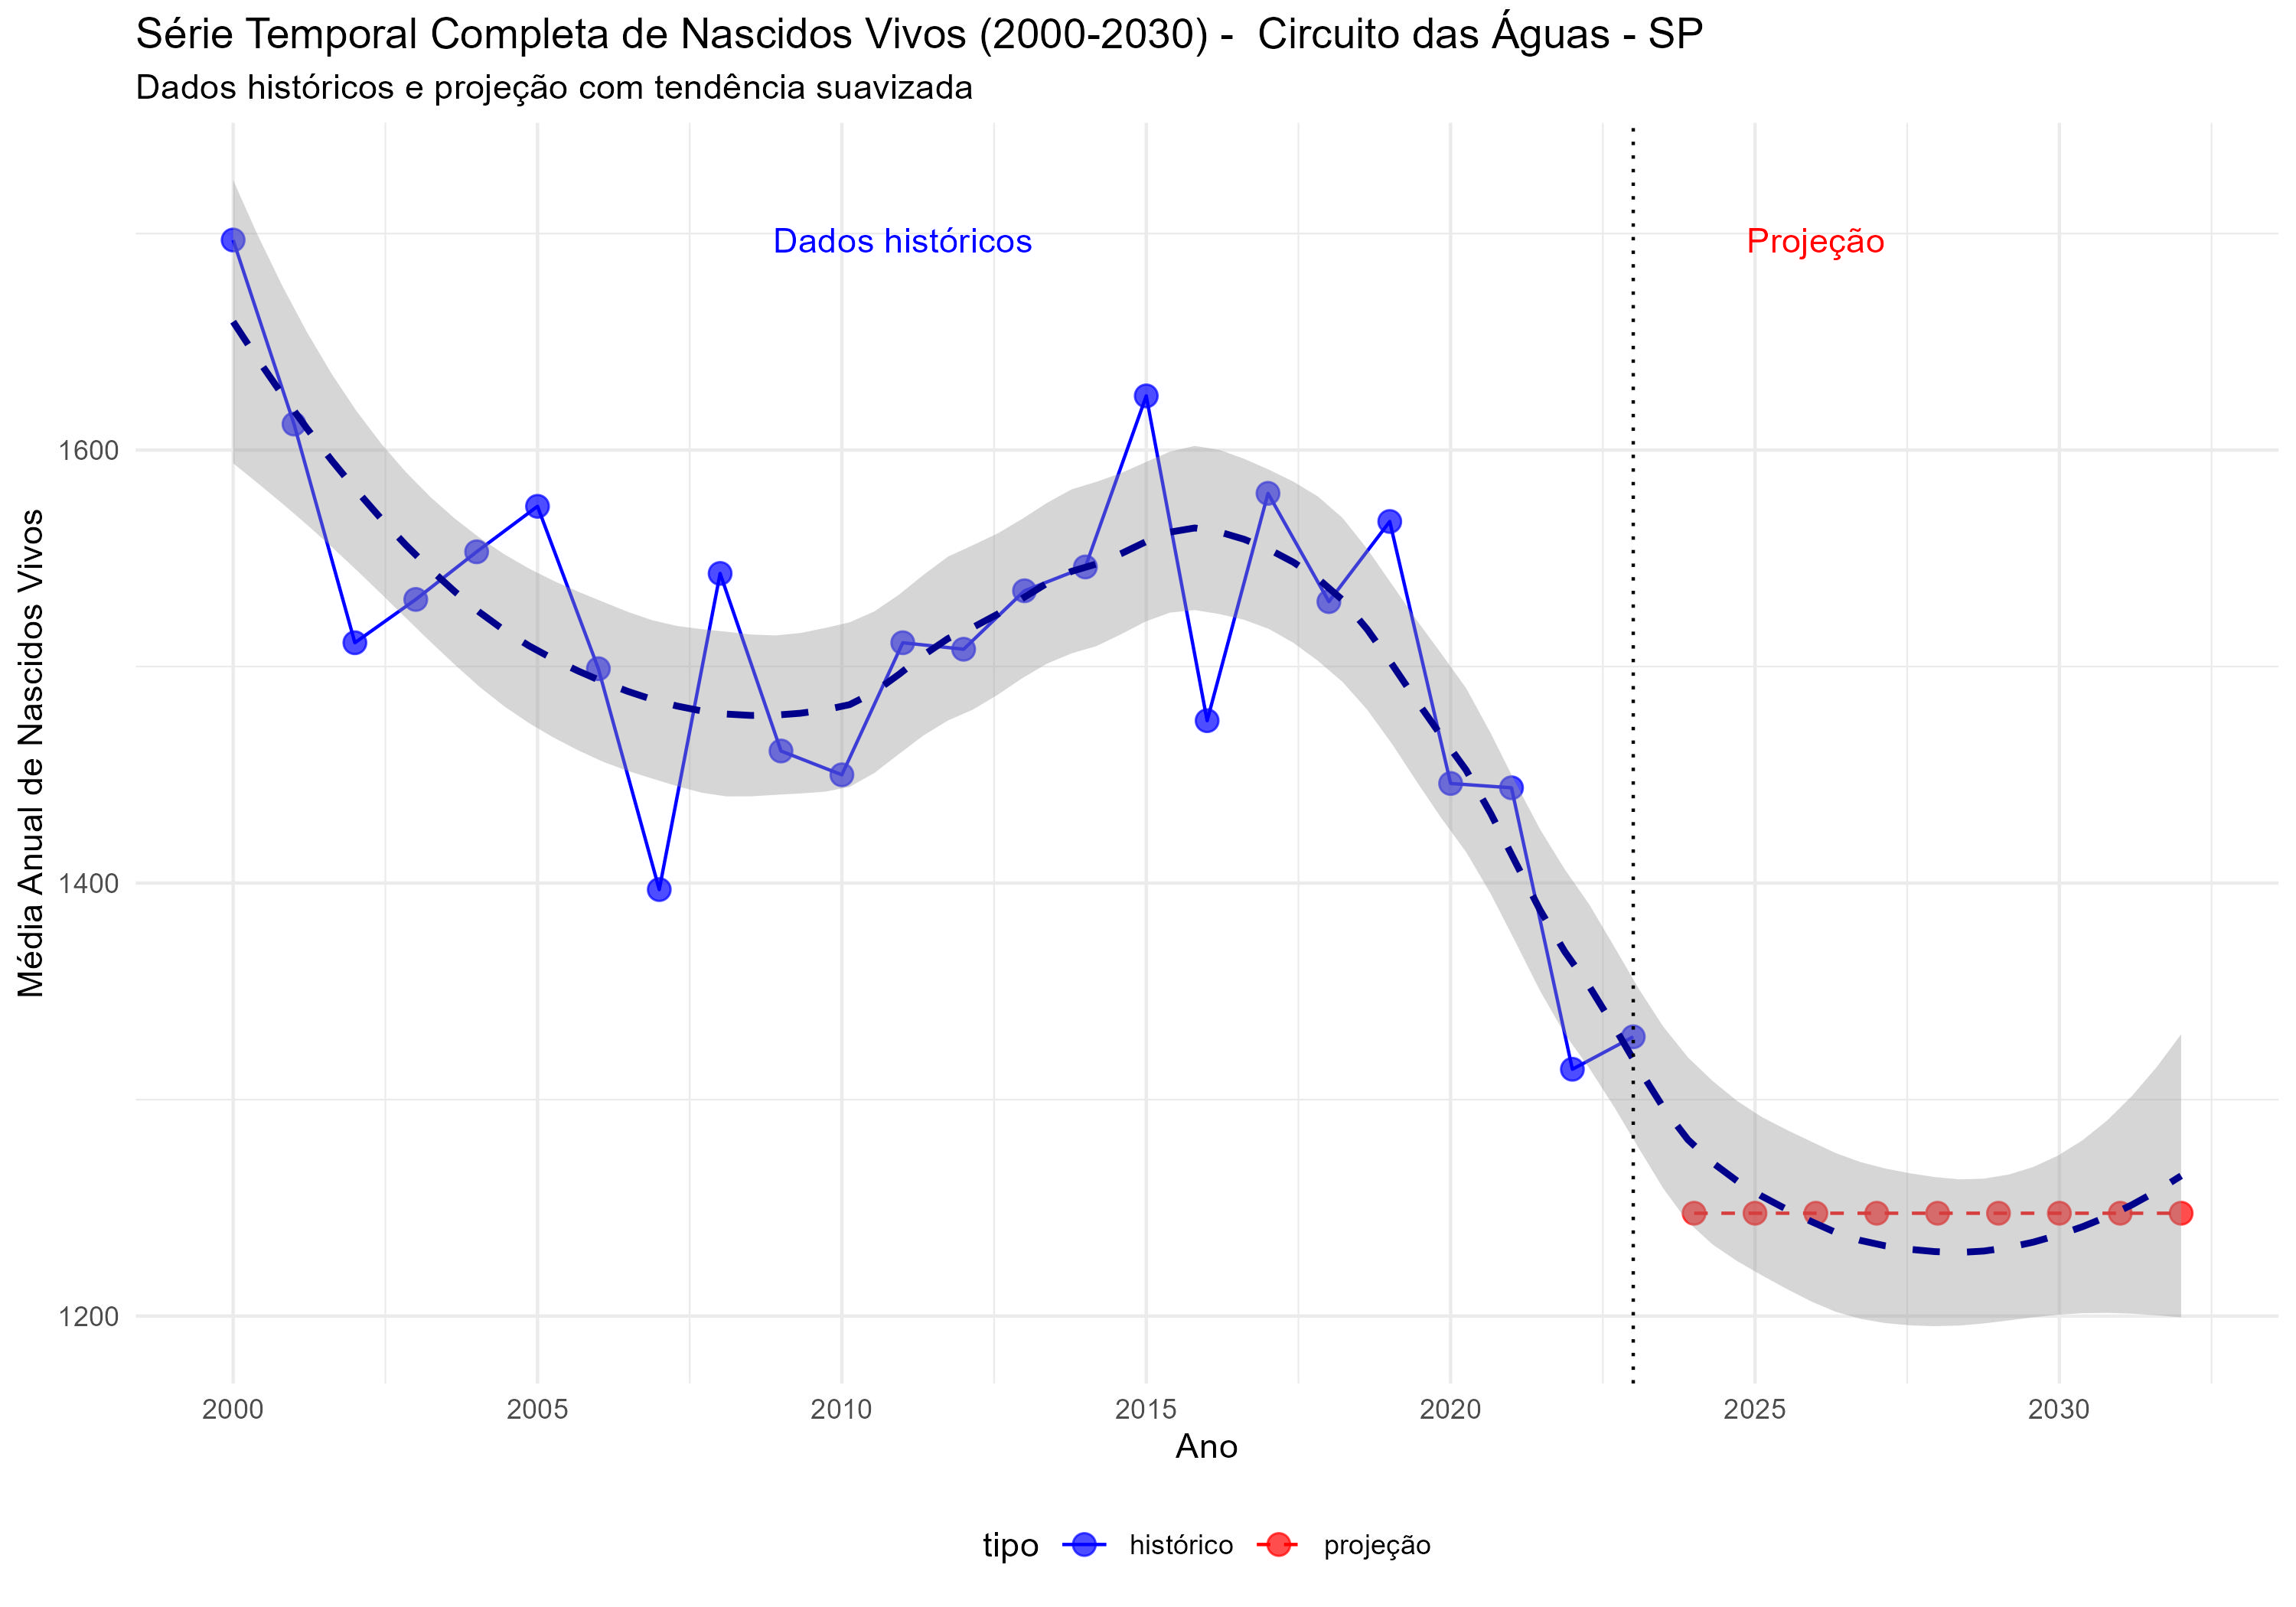 Série Temporal Completa de Nascidos Vivos (2000-2030) -  Circuito das Águas - SP
Dados históricos e projeção com tendência suavizada
Dados históricos
Projeção
Média Anual de Nascidos Vivos
1600
1400
1200
2000 2005 2010 2015 2020 2025 2030
Ano
tipo histórico projeção